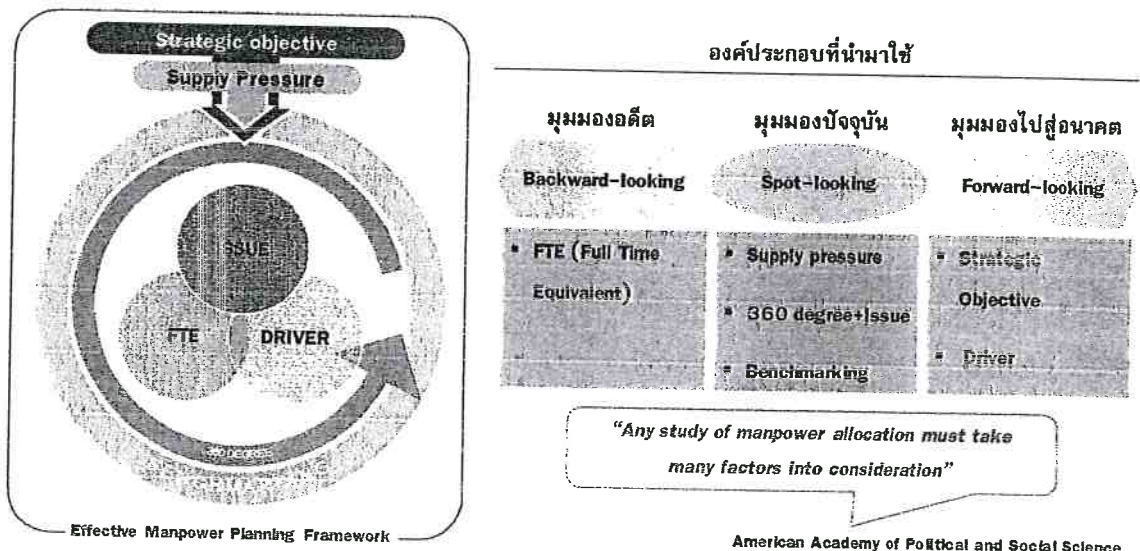 Strategic objective
Supply Pressure
ISSUE
FTE
DRIVER
360 DEGREE
Effective Manpower Planning Framework
องค์ประกอบที่นำมาใช้
มุมมองอดีต
Backward-looking
▪ FTE (Full Time
Equivalent)
มุมมองปัจจุบัน
Spot-looking
▪ Supply pressure
▪ 360 degree+Issue
▪ Benchmarking
มุมมองไปสู่อนาคต
Forward-looking
▪ Strategic
Objective
▪ Driver
"Any study of manpower allocation must take
many factors into consideration"
American Academy of Political and Social Science